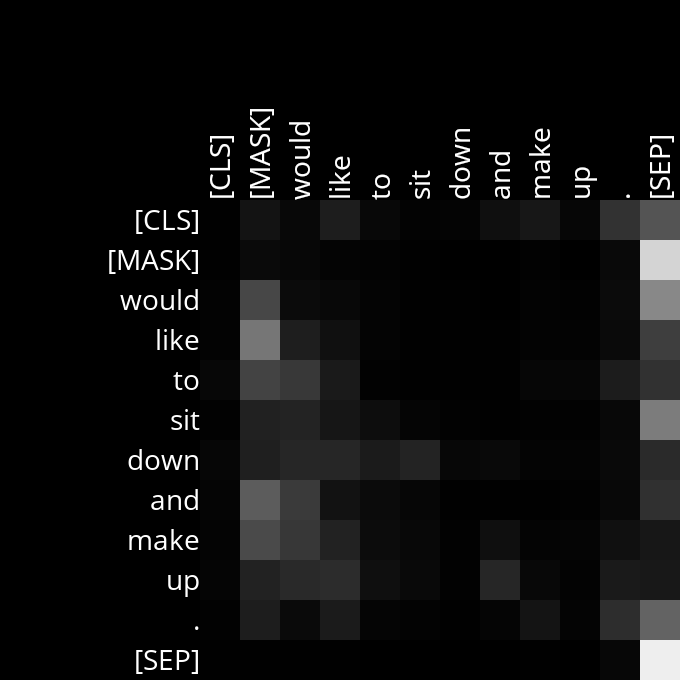 [CLS] [MASK] would like to sit down and make up . [SEP]
[CLS]
[MASK]
would
like
to
sit
down
and
make
up
.
[SEP]